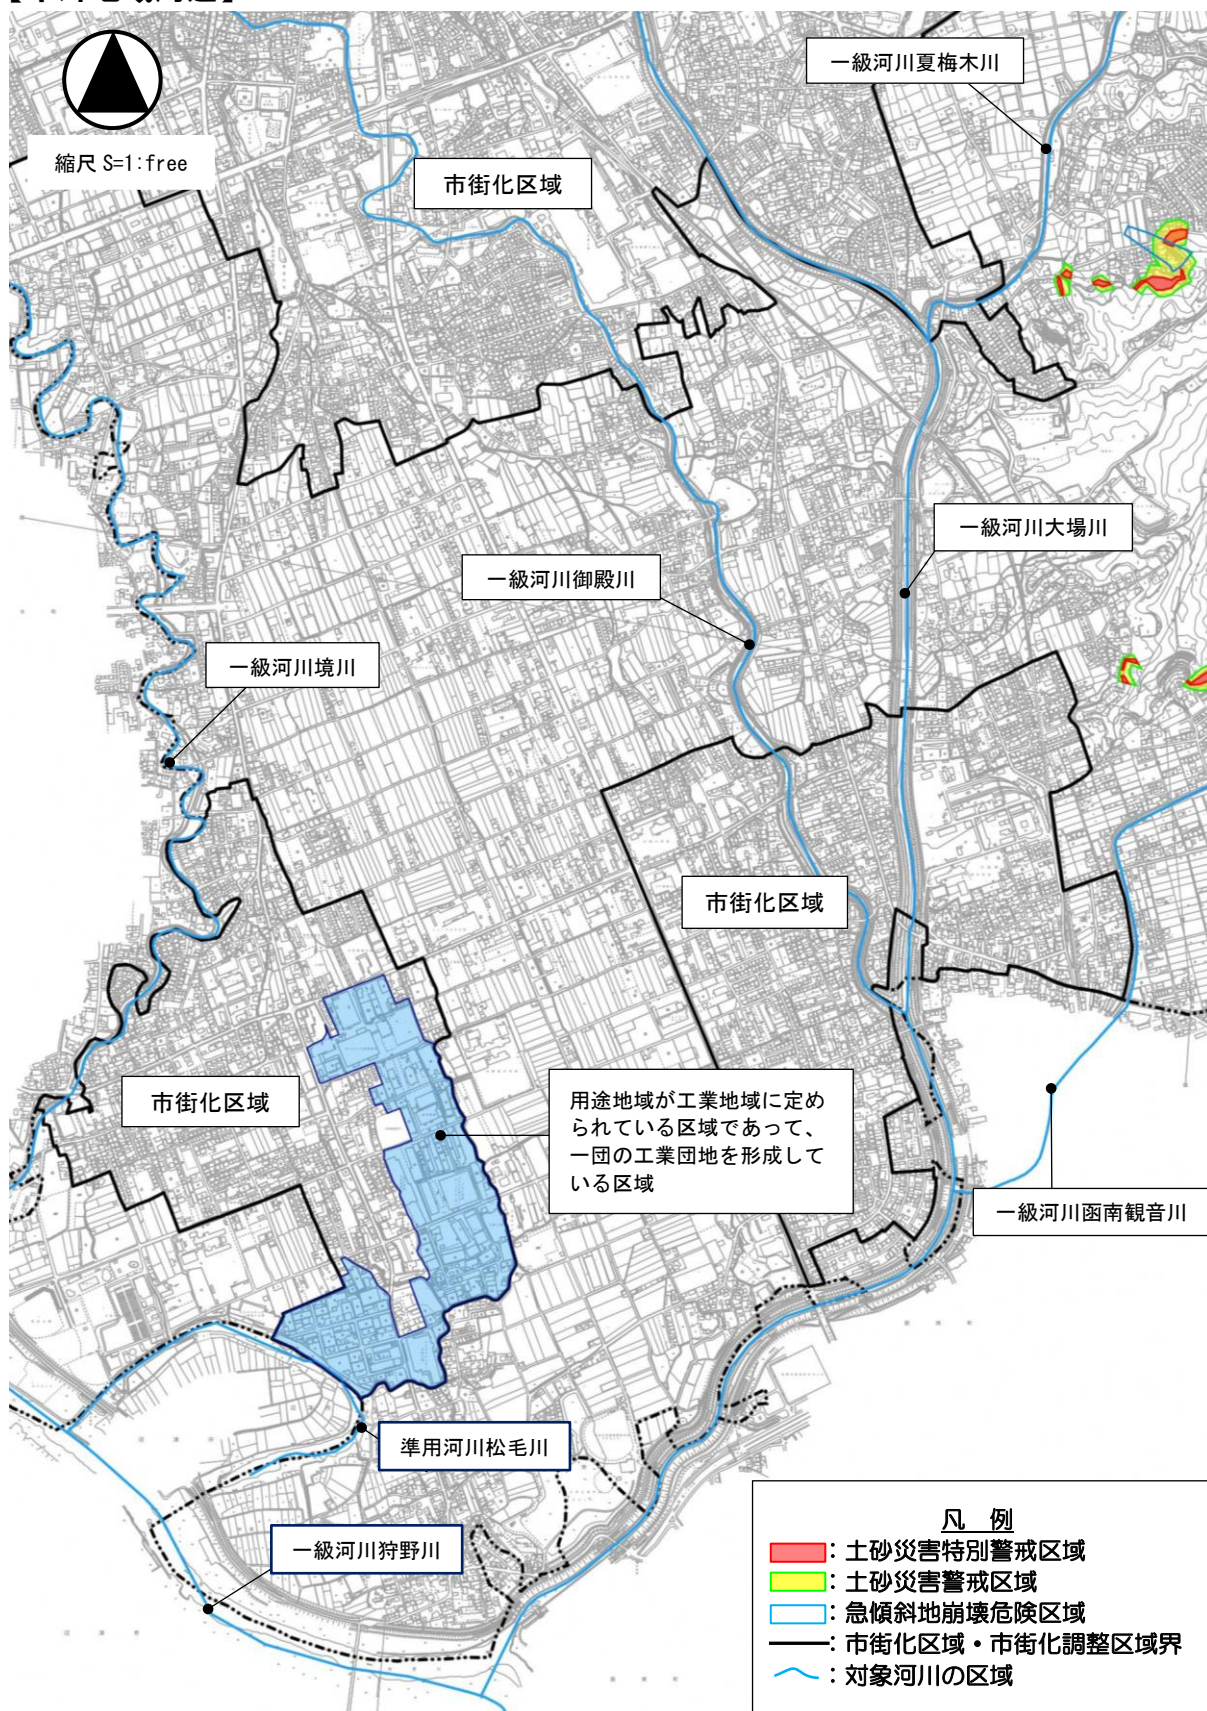 縮尺 S=1:free
一級河川夏梅木川
市街化区域
一級河川大場川
一級河川御殿川
一級河川境川
市街化区域
市街化区域
用途地域が工業地域に定め
られている区域であって、
一団の工業団地を形成して
いる区域
一級河川函南観音川
準用河川松毛川
一級河川狩野川
凡 例
：土砂災害特別警戒区域
：土砂災害警戒区域
：急傾斜地崩壊危険区域
：市街化区域・市街化調整区域界
：対象河川の区域